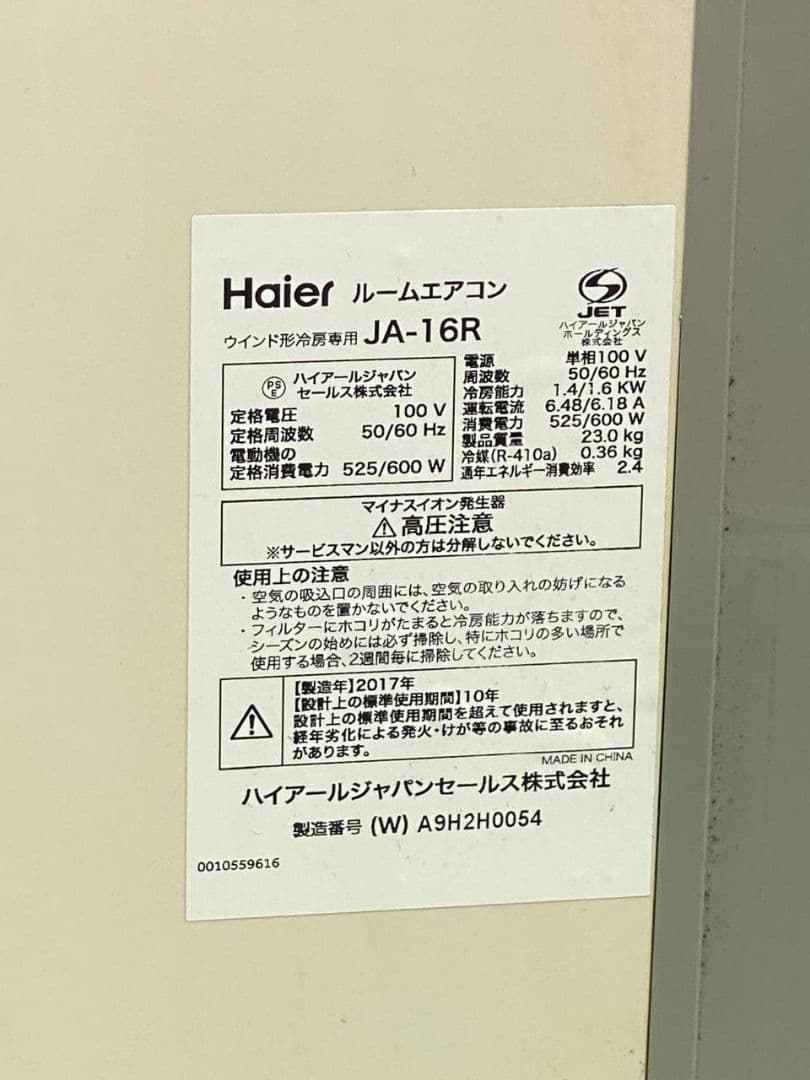 Haier ルームエアコン
ウインド形冷房専用 JA-16R
JET
ハイアールジャパン
ホールディングス
株式会社
PS
E
ハイアールジャパン
セールス株式会社
定格電圧 100 V
定格周波数 50/60 Hz
電動機の
定格消費電力 525/600 W
電源 単相100 V
周波数 50/60 Hz
冷房能力 1.4/1.6 KW
運転電流 6.48/6.18 A
消費電力 525/600 W
製品質量 23.0 kg
冷媒(R-410a) 0.36 kg
通年エネルギー消費効率 2.4
マイナスイオン発生器
高圧注意
※サービスマン以外の方は分解しないでください。
使用上の注意
・空気の吸込口の周囲には、空気の取り入れの妨げになる
ようなものを置かないでください。
・フィルターにホコリがたまると冷房能力が落ちますので、
シーズンの始めには必ず掃除し、特にホコリの多い場所で
使用する場合、2週間毎に掃除してください。
【製造年】2017年
【設計上の標準使用期間】10年
設計上の標準使用期間を超えて使用されますと、
経年劣化による発火・けが等の事故に至るおそれ
があります。
MADE IN CHINA
ハイアールジャパンセールス株式会社
製造番号 (W) A9H2H0054
0010559616